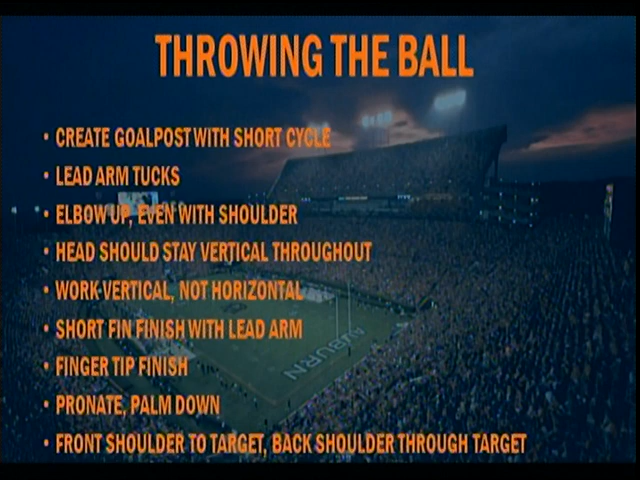 THROWING THE BALL
• CREATE GOALPOST WITH SHORT CYCLE
• LEAD ARM TUCKS
• ELBOW UP, EVEN WITH SHOULDER
• HEAD SHOULD STAY VERTICAL THROUGHOUT
• WORK VERTICAL, NOT HORIZONTAL
• SHORT FIN FINISH WITH LEAD ARM
• FINGER TIP FINISH
• PRONATE, PALM DOWN
• FRONT SHOULDER TO TARGET, BACK SHOULDER THROUGH TARGET
AUBURN